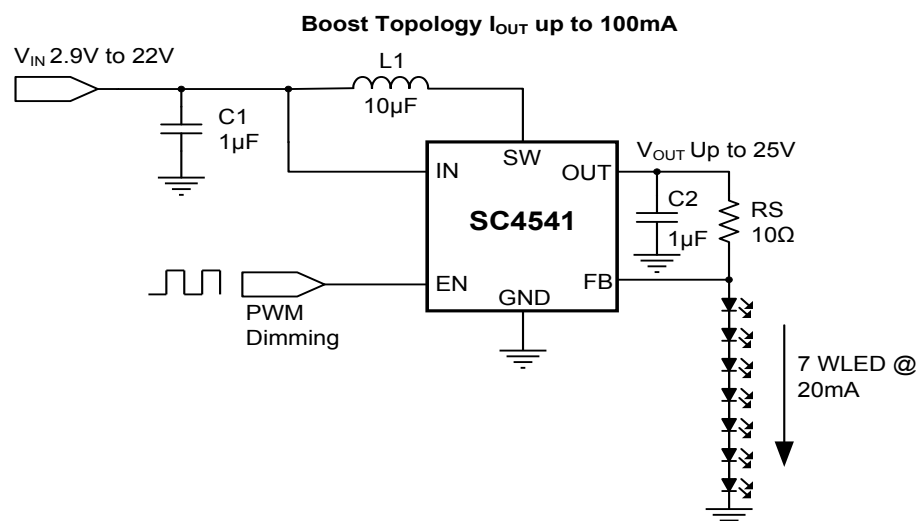 Boost Topology IOUT up to 100mA
VIN 2.9V to 22V
L1
10µF
C1
1µF
SW
IN
OUT
VOUT Up to 25V
SC4541
C2
1µF
RS
10Ω
EN
GND
FB
PWM
Dimming
7 WLED @
20mA